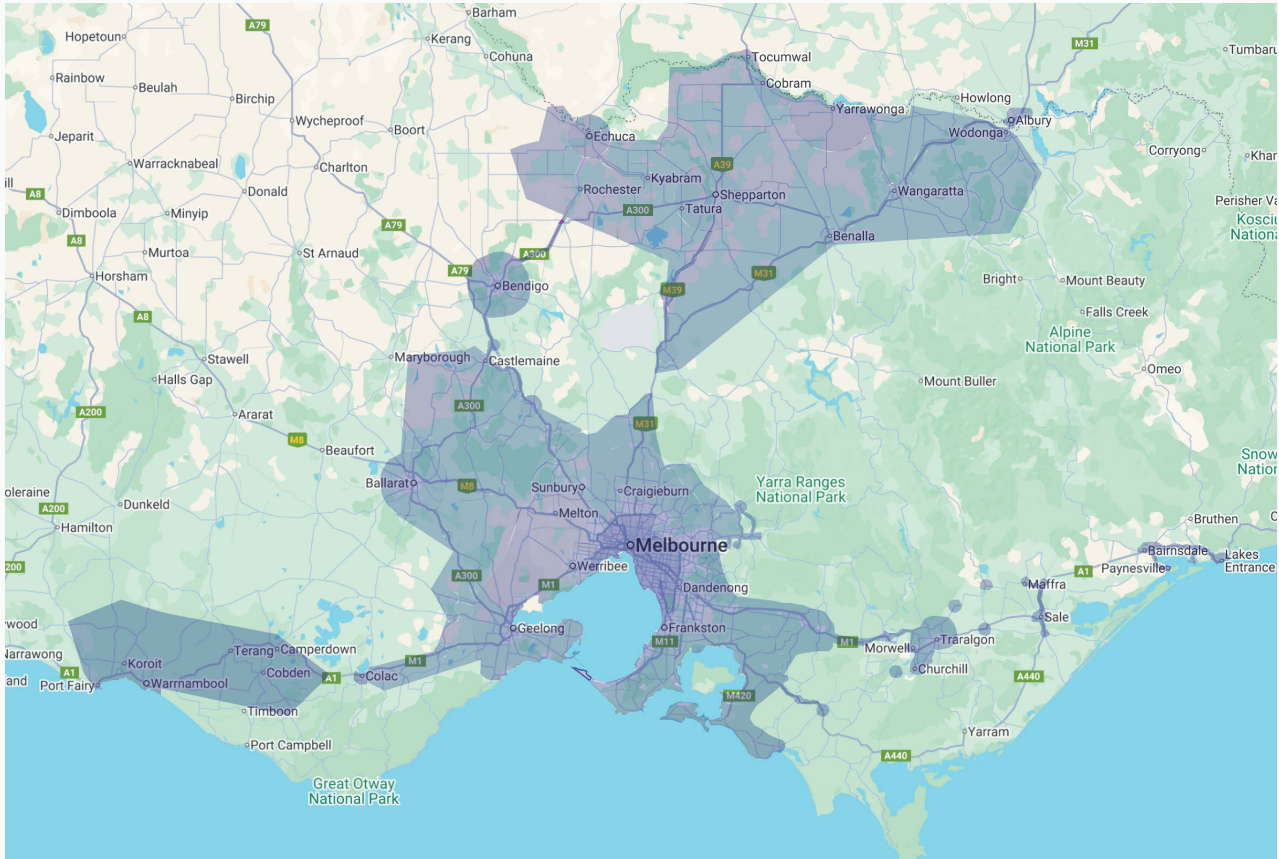 Barham
A79
Hopetoun
Kerang
M31
Tumbaru
Cohuna
Tocumwal
Rainbow
Beulah
Cobram
Birchip
Howlong
Yarrawonga
Wycheproof
Albury
Boort
Wodonga
Jeparit
Echuca
Corryong
Khan
Warracknabeal
Charlton
A39
ill
A8
Kyabram
Donald
Rochester
Shepparton
Wangaratta
Perisher Va
Dimboola
Minyip
A300
Tatura
Kosciu
Nationa
A79
A8
Benalla
Murtoa
St Arnaud
A300
Horsham
A79
M31
Bright
Mount Beauty
Bendigo
M39
Falls Creek
A8
Alpine
National Park
Stawell
Maryborough
Castlemaine
Omeo
Halls Gap
Mount Buller
A300
A200
Ararat
M31
M8
Beaufort
Snow
Nation
Ballarat
M8
Sunbury
Craigieburn
Yarra Ranges
National Park
oleraine
A200
Dunkeld
Melton
Bruthen
Hamilton
Melbourne
Bairnsdale
Lakes
Entrance
200
Werribee
Paynesville
A1
A300
M1
Dandenong
Maffra
Sale
wood
Geelong
Frankston
M11
M1
Traralgon
Narrawong
Terang
Camperdown
Morwell
Koroit
M1
Churchill
and
A1
Cobden
A1
Colac
A440
Port Fairy
Warrnambool
M420
Timboon
Yarram
Port Campbell
A440
Great Otway
National Park